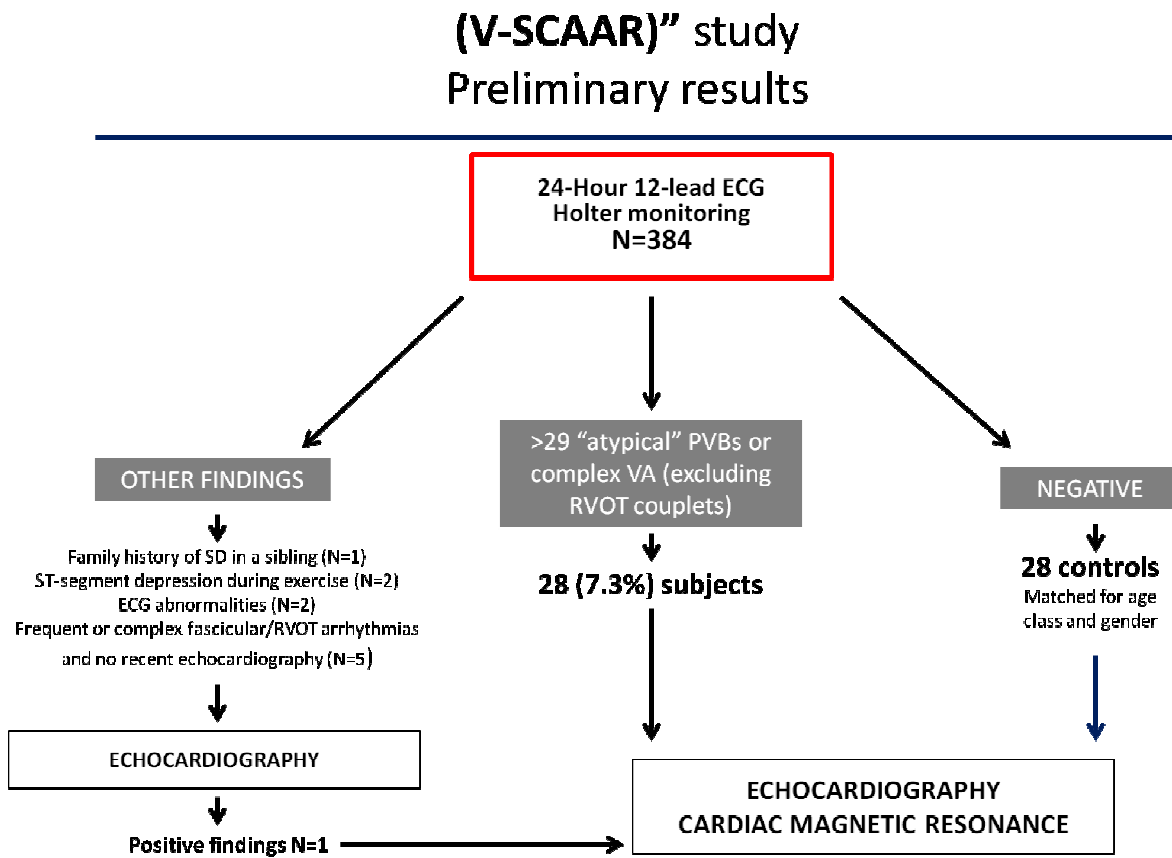 (V-SCAAR)” study
Preliminary results
24-Hour 12-lead ECG
Holter monitoring
N=384
OTHER FINDINGS
Family history of SD in a sibling (N=1)
ST-segment depression during exercise (N=2)
ECG abnormalities (N=2)
Frequent or complex fascicular/RVOT arrhythmias
and no recent echocardiography (N=5)
ECHOCARDIOGRAPHY
Positive findings N=1
>29 “atypical” PVBs or
complex VA (excluding
RVOT couplets)
28 (7.3%) subjects
NEGATIVE
28 controls
Matched for age
class and gender
ECHOCARDIOGRAPHY
CARDIAC MAGNETIC RESONANCE